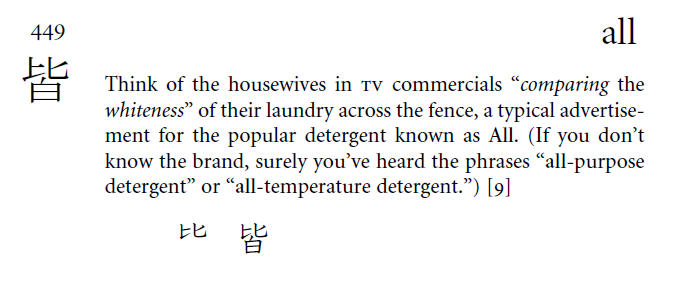 449 all
皆
Think of the housewives in TV commercials “comparing the
whiteness” of their laundry across the fence, a typical advertise-
ment for the popular detergent known as All. (If you don’t
know the brand, surely you’ve heard the phrases “all-purpose
detergent” or “all-temperature detergent.”) [9]
比 皆